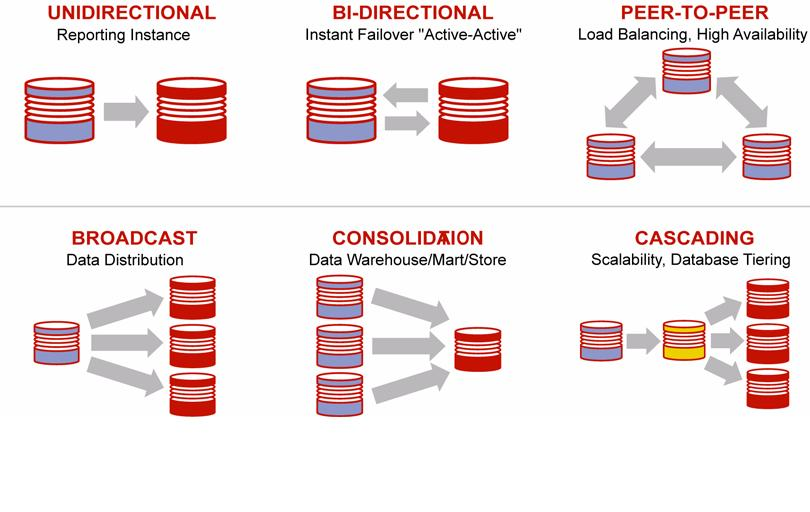 UNIDIRECTIONAL
Reporting Instance
BI-DIRECTIONAL
Instant Failover "Active-Active"
PEER-TO-PEER
Load Balancing, High Availability
BROADCAST
Data Distribution
CONSOLIDATION
Data Warehouse/Mart/Store
CASCADING
Scalability, Database Tiering